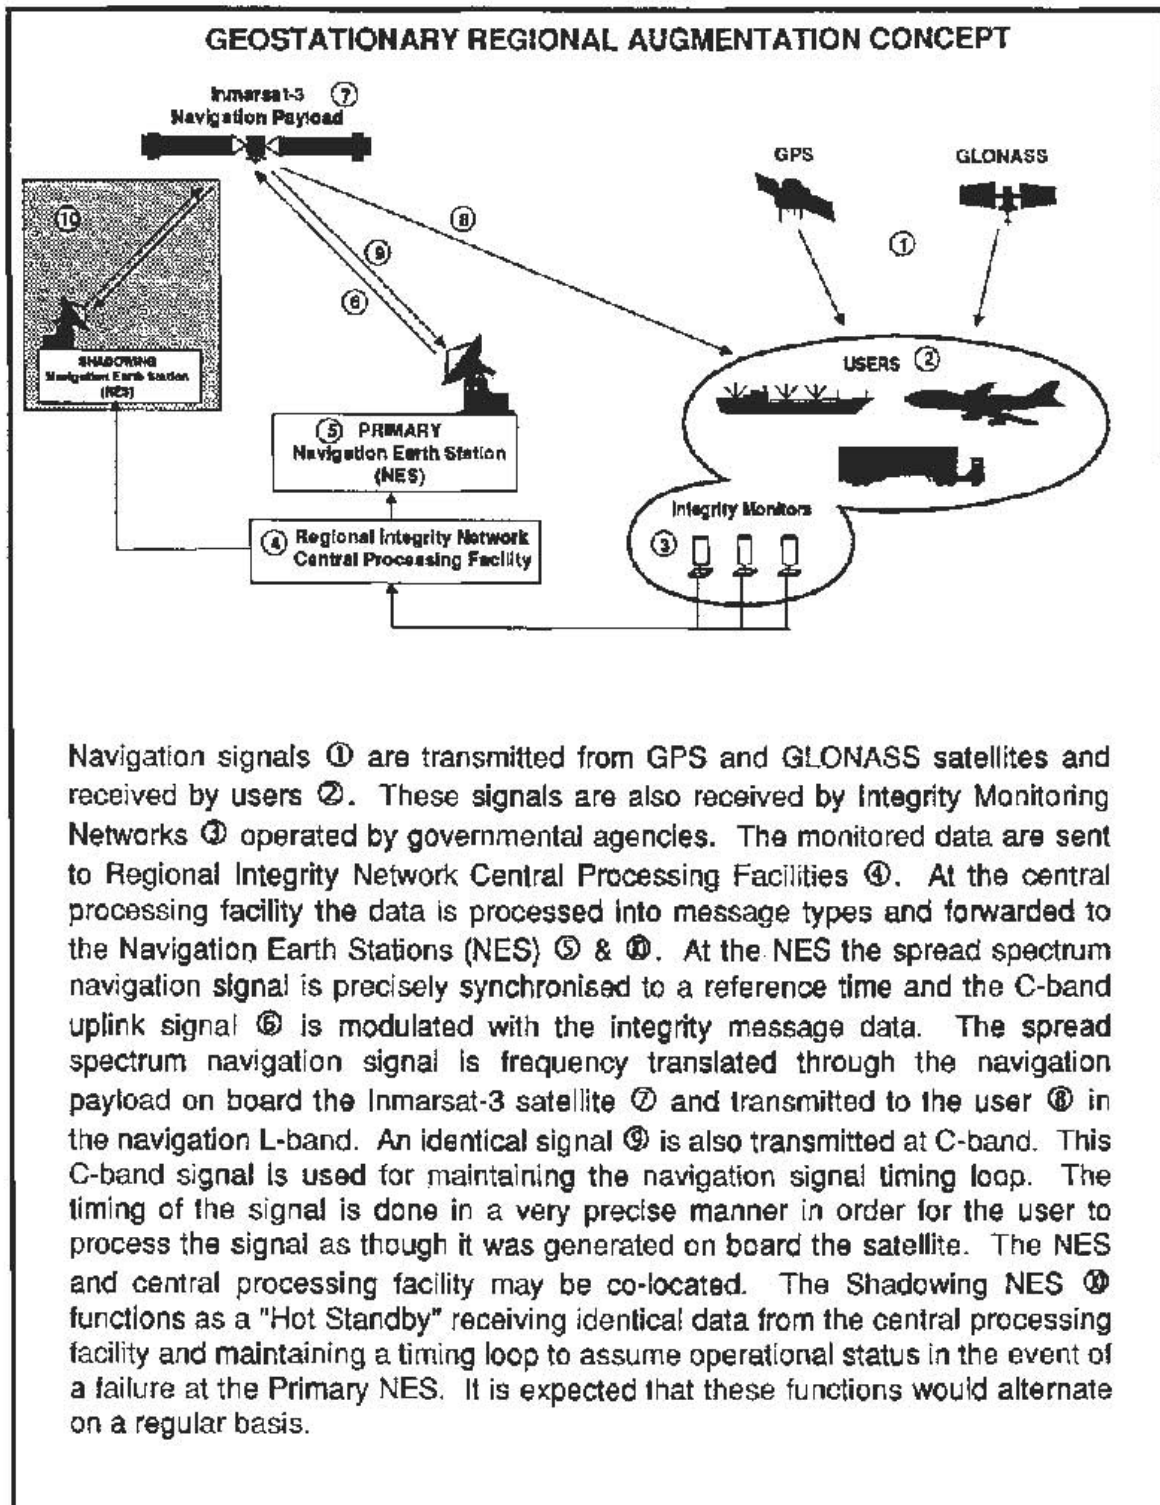 GEOSTATIONARY REGIONAL AUGMENTATION CONCEPT
Inmarsat-3 ⑦
Navigation Payload
GPS
GLONASS
⑩
⑧
①
⑨
⑥
SHADOWING
Navigation Earth Station
(NES)
USERS ②
⑤ PRIMARY
Navigation Earth Station
(NES)
Integrity Monitors
④ Regional Integrity Network
Central Processing Facility
③
Navigation signals ① are transmitted from GPS and GLONASS satellites and
received by users ②. These signals are also received by Integrity Monitoring
Networks ③ operated by governmental agencies. The monitored data are sent
to Regional Integrity Network Central Processing Facilities ④. At the central
processing facility the data is processed into message types and forwarded to
the Navigation Earth Stations (NES) ⑤ & ⑩. At the NES the spread spectrum
navigation signal is precisely synchronised to a reference time and the C-band
uplink signal ⑥ is modulated with the integrity message data. The spread
spectrum navigation signal is frequency translated through the navigation
payload on board the Inmarsat-3 satellite ⑦ and transmitted to the user ⑧ in
the navigation L-band. An identical signal ⑨ is also transmitted at C-band. This
C-band signal is used for maintaining the navigation signal timing loop. The
timing of the signal is done in a very precise manner in order for the user to
process the signal as though it was generated on board the satellite. The NES
and central processing facility may be co-located. The Shadowing NES ⑩
functions as a "Hot Standby" receiving identical data from the central processing
facility and maintaining a timing loop to assume operational status in the event of
a failure at the Primary NES. It is expected that these functions would alternate
on a regular basis.